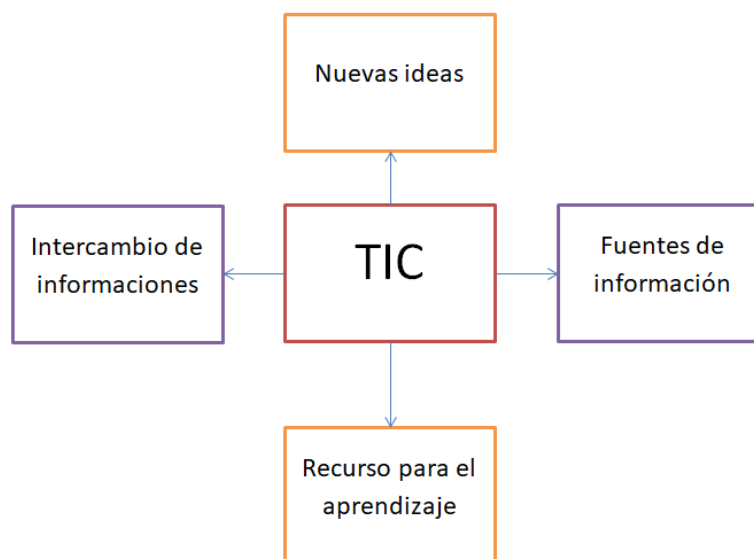 Nuevas ideas
Intercambio de
informaciones
TIC
Fuentes de
información
Recurso para el
aprendizaje